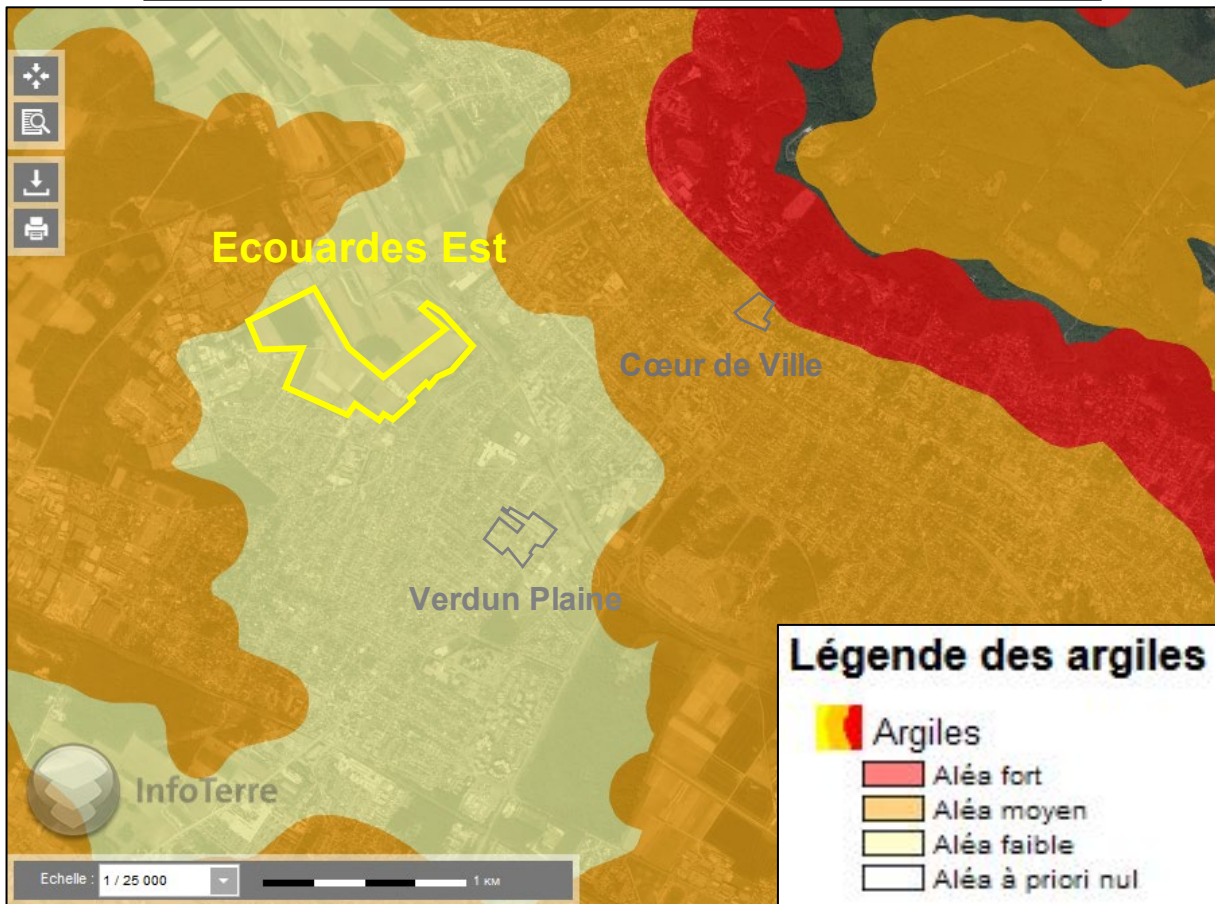 Ecouardes Est
Cœur de Ville
Verdun Plaine
InfoTerre
Echelle : 1 / 25 000
1 KM
Légende des argiles
Argiles
Aléa fort
Aléa moyen
Aléa faible
Aléa à priori nul